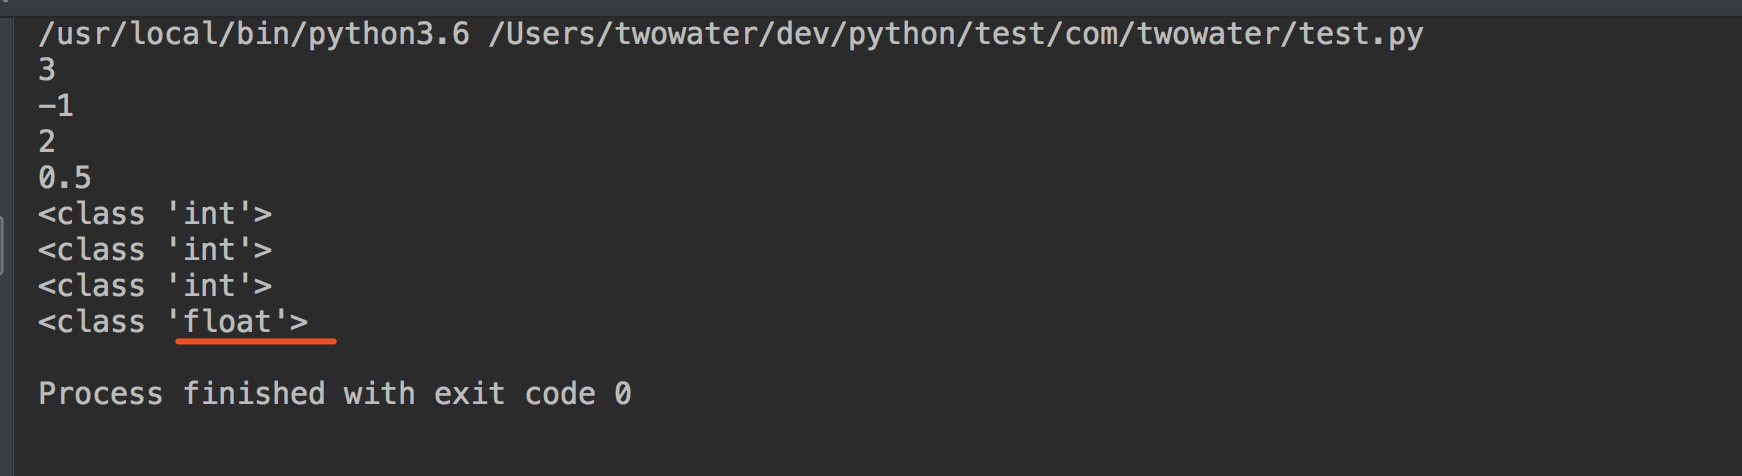 /usr/local/bin/python3.6 /Users/twowater/dev/python/test/com/twowater/test.py
3
-1
2
0.5
<class 'int'>
<class 'int'>
<class 'int'>
<class 'float'>
Process finished with exit code 0